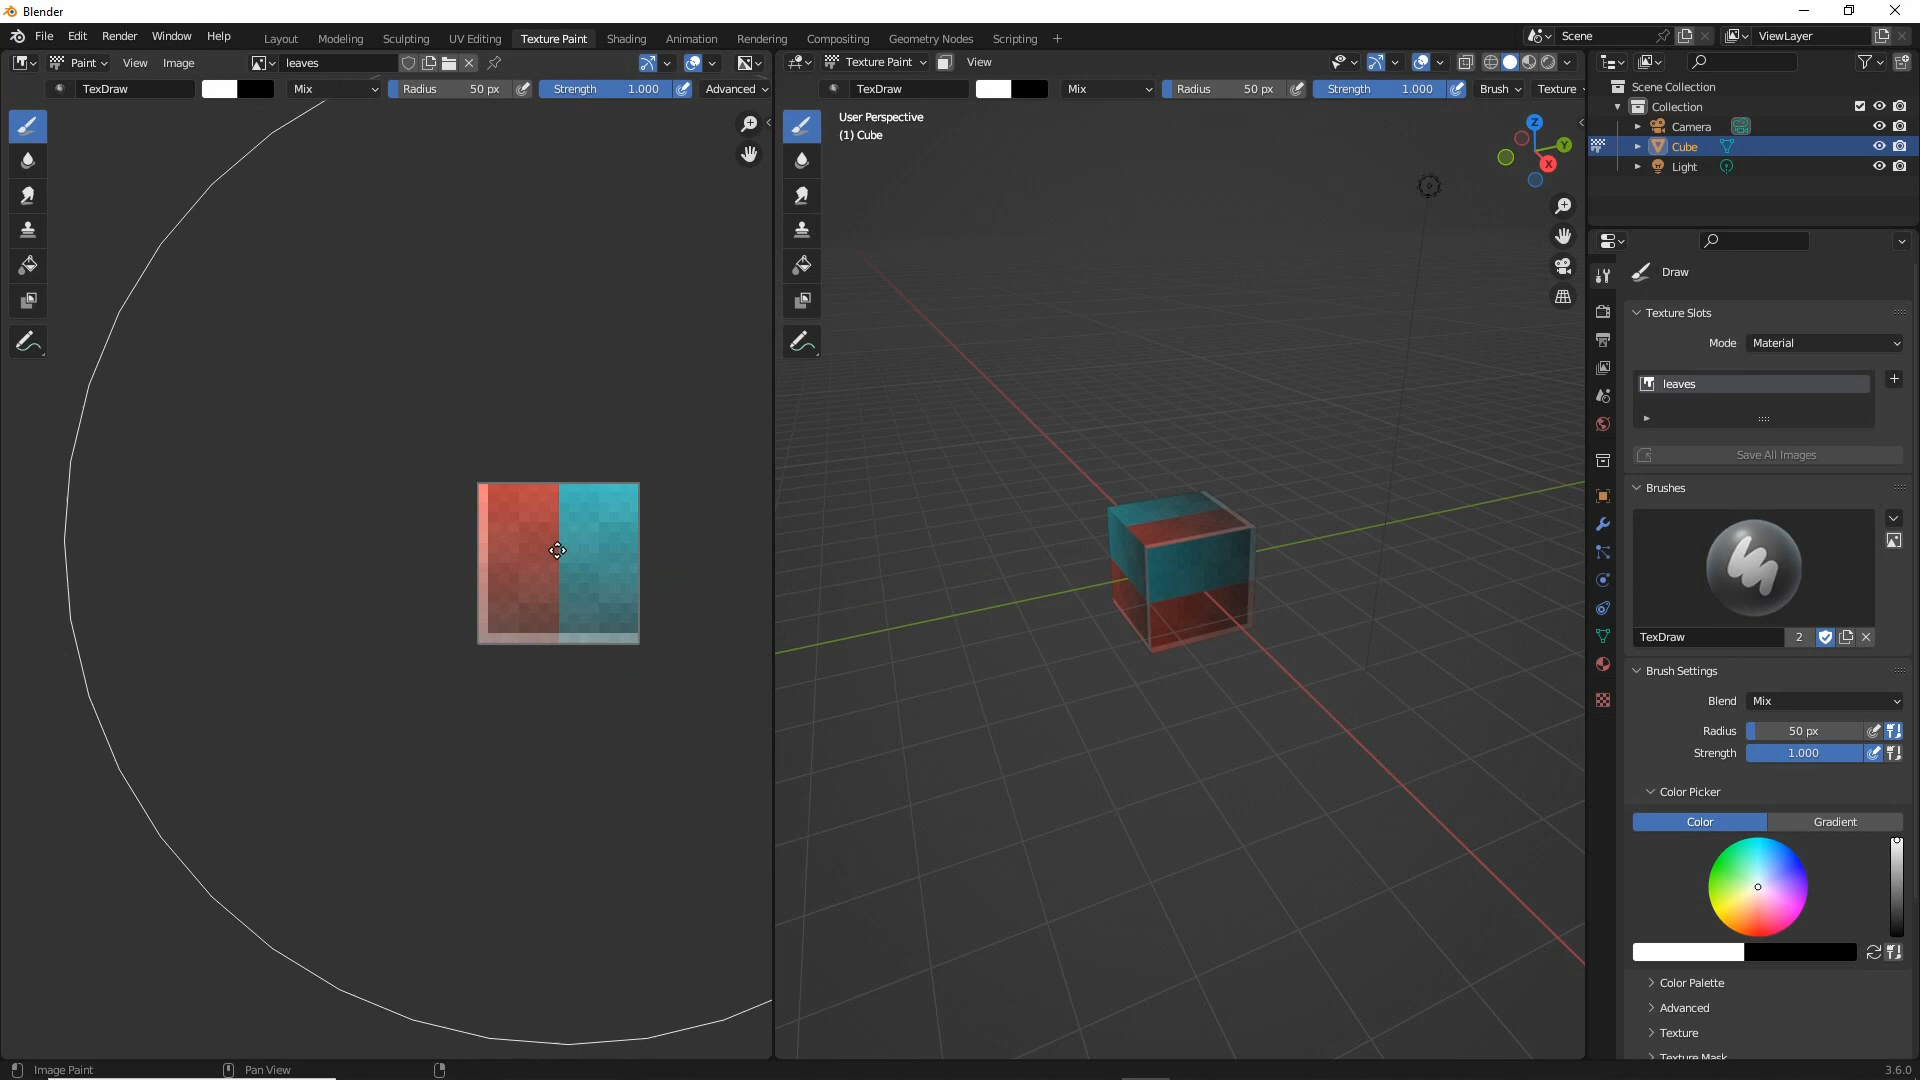 Blender
File Edit Render Window Help
Layout Modeling Sculpting UV Editing Texture Paint Shading Animation Rendering Compositing Geometry Nodes Scripting +
Scene
ViewLayer
Paint View Image
leaves
Texture Paint View
TexDraw Mix Radius 50 px Strength 1.000 Advanced
TexDraw Mix Radius 50 px Strength 1.000 Brush Texture
User Perspective
(1) Cube
Z
Y
X
Scene Collection
Collection
Camera
Cube
Light
Draw
Texture Slots
Mode Material
leaves
Save All Images
Brushes
TexDraw 2
Brush Settings
Blend Mix
Radius 50 px
Strength 1.000
Color Picker
Color Gradient
Color Palette
Advanced
Texture
Texture Mask
Image Paint Pan View
3.6.0